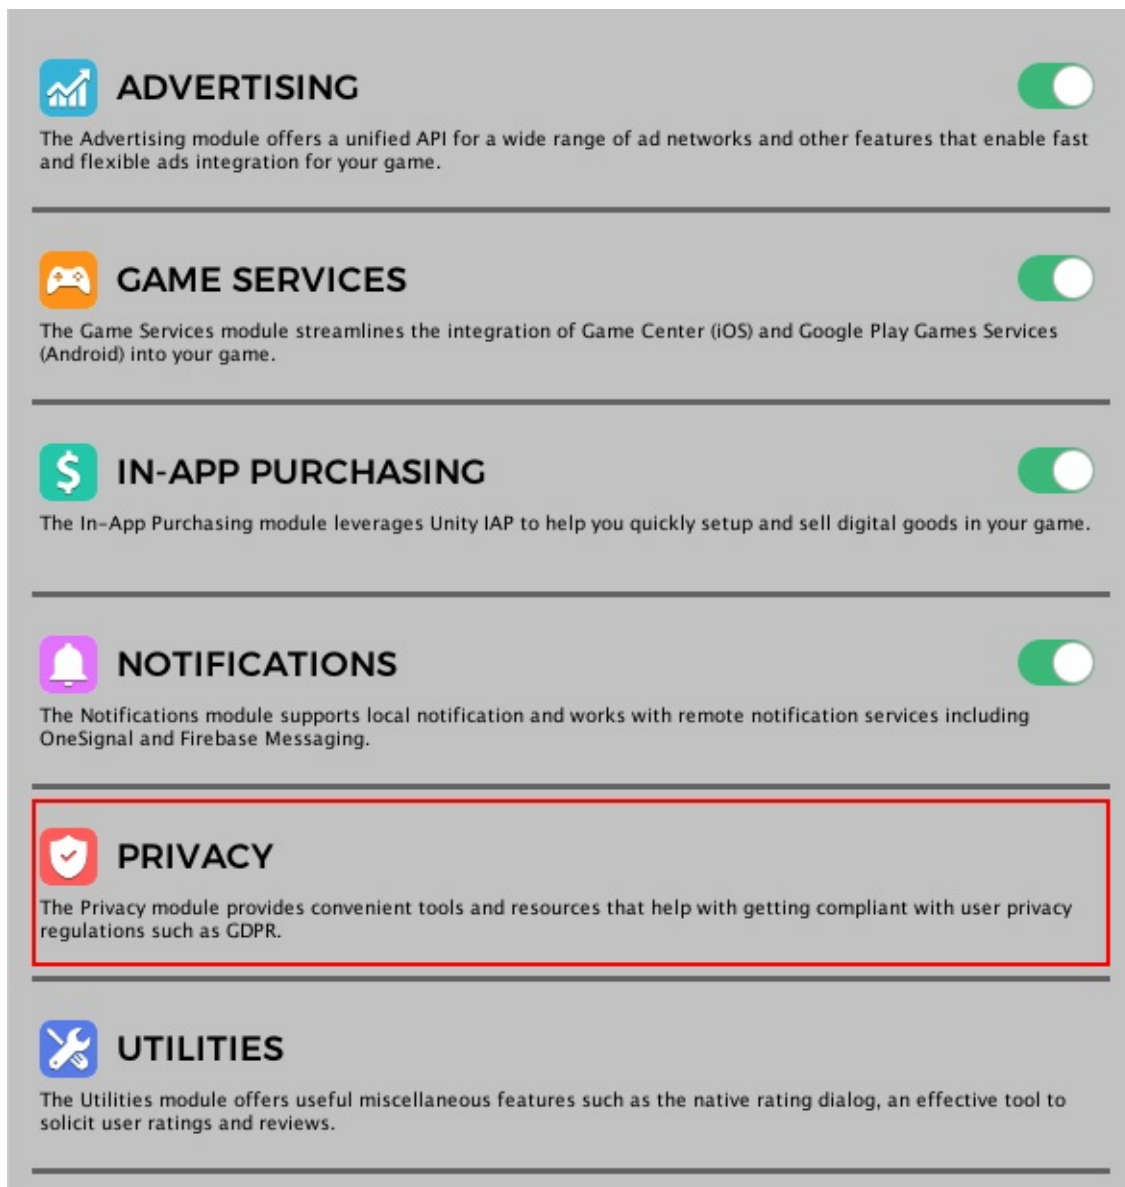 ADVERTISING
The Advertising module offers a unified API for a wide range of ad networks and other features that enable fast
and flexible ads integration for your game.
GAME SERVICES
The Game Services module streamlines the integration of Game Center (iOS) and Google Play Games Services
(Android) into your game.
$
IN-APP PURCHASING
The In-App Purchasing module leverages Unity IAP to help you quickly setup and sell digital goods in your game.
NOTIFICATIONS
The Notifications module supports local notification and works with remote notification services including
OneSignal and Firebase Messaging.
PRIVACY
The Privacy module provides convenient tools and resources that help with getting compliant with user privacy
regulations such as GDPR.
UTILITIES
The Utilities module offers useful miscellaneous features such as the native rating dialog, an effective tool to
solicit user ratings and reviews.